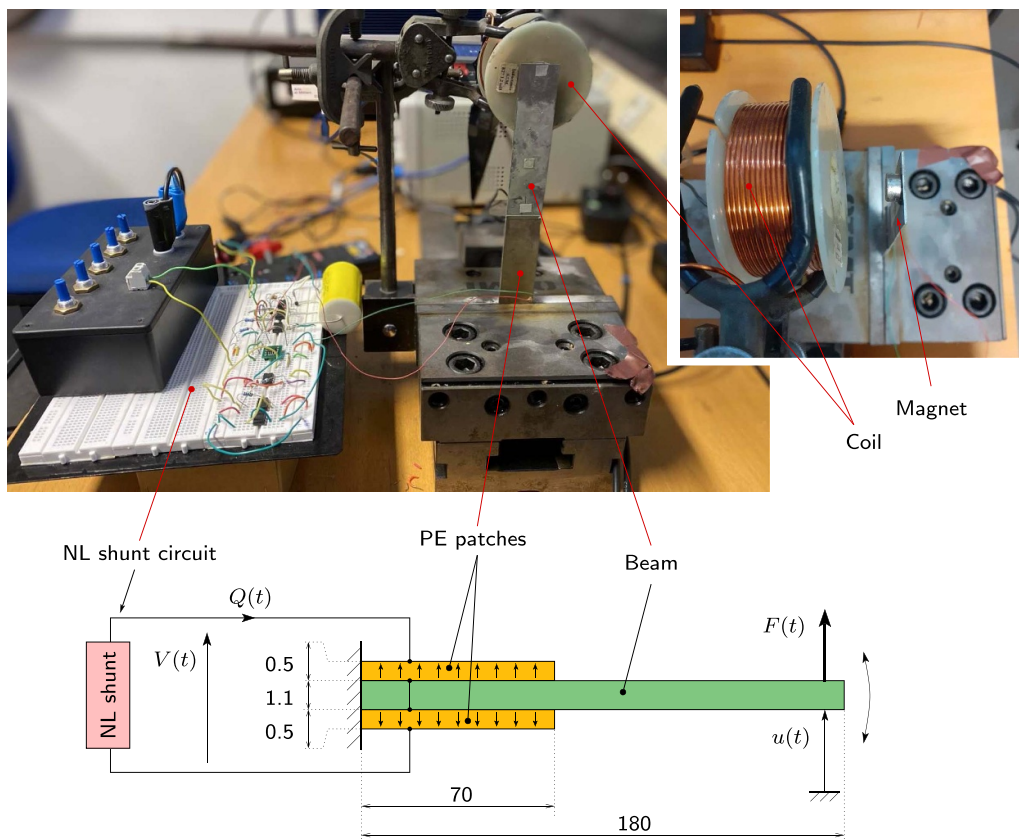 Magnet
Coil
PE patches
NL shunt circuit
Beam
Q(t)
F(t)
V(t)
0.5
NL shunt
1.1
0.5
u(t)
70
180